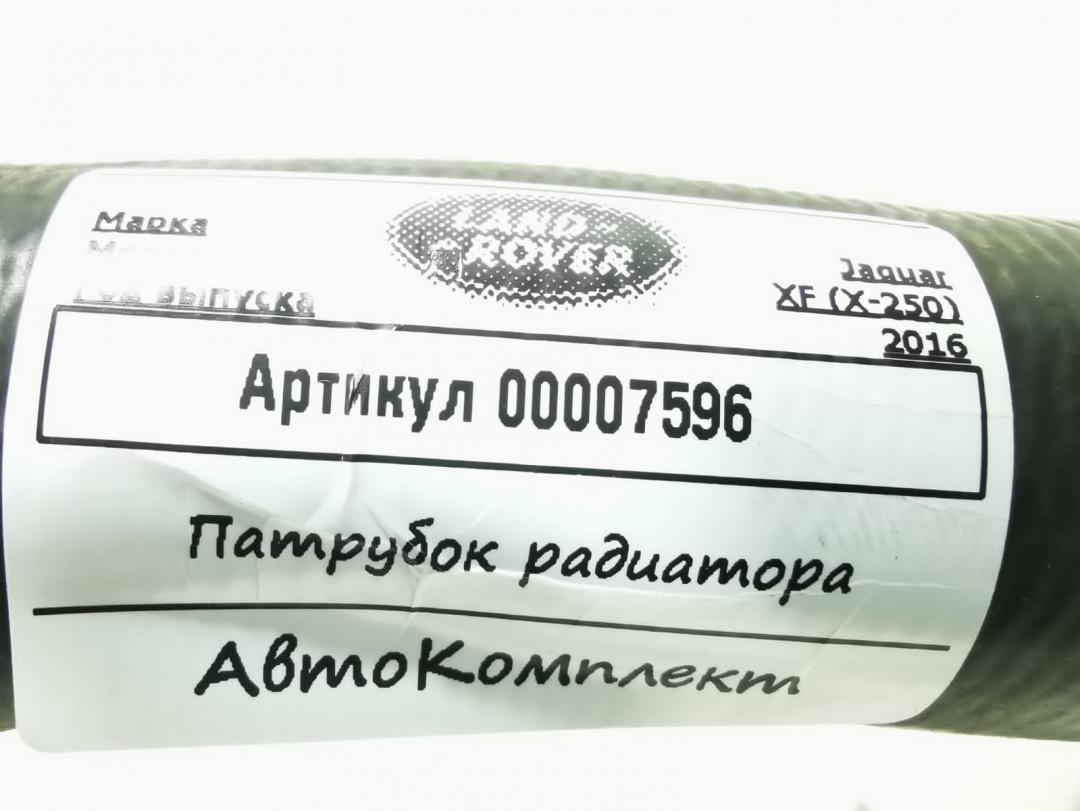 LAND
ROVER
Марка
Jaguar
XF (X-250)
Год выпуска
2016
Артикул 00007596
Патрубок радиатора
АвтоКомплект